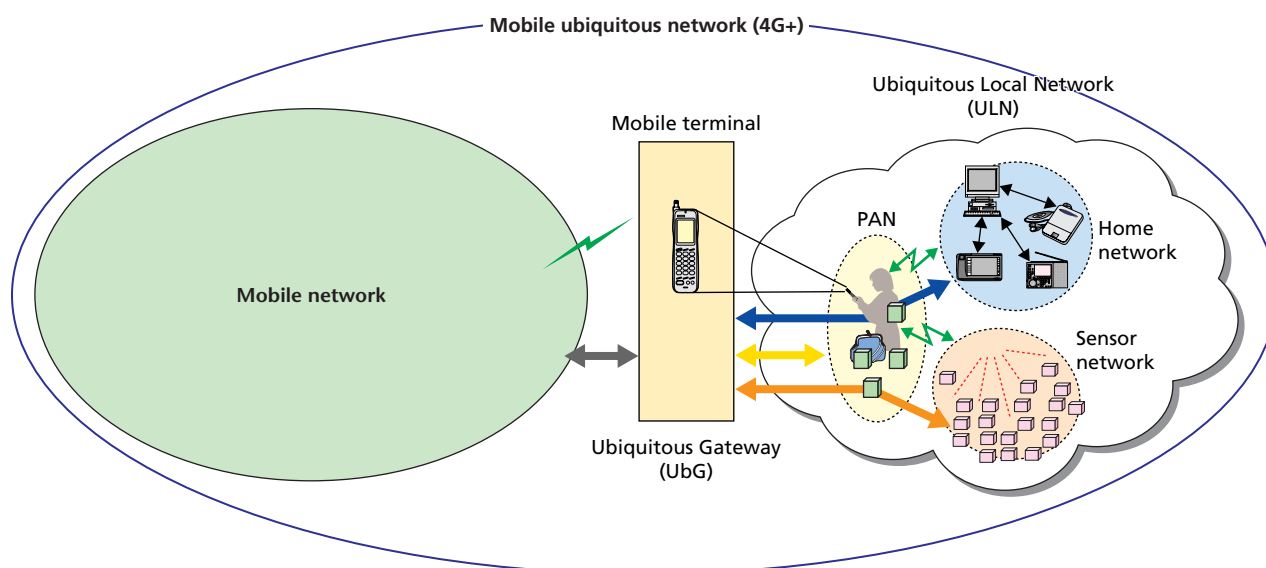 Mobile ubiquitous network (4G+)
Ubiquitous Local Network
(ULN)
Mobile terminal
PAN
Home
network
Mobile network
Sensor
network
Ubiquitous Gateway
(UbG)